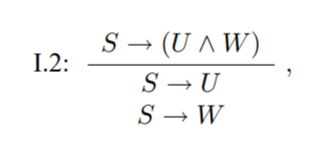 S → (U ∧ W)
I.2:
S → U ,
S → W